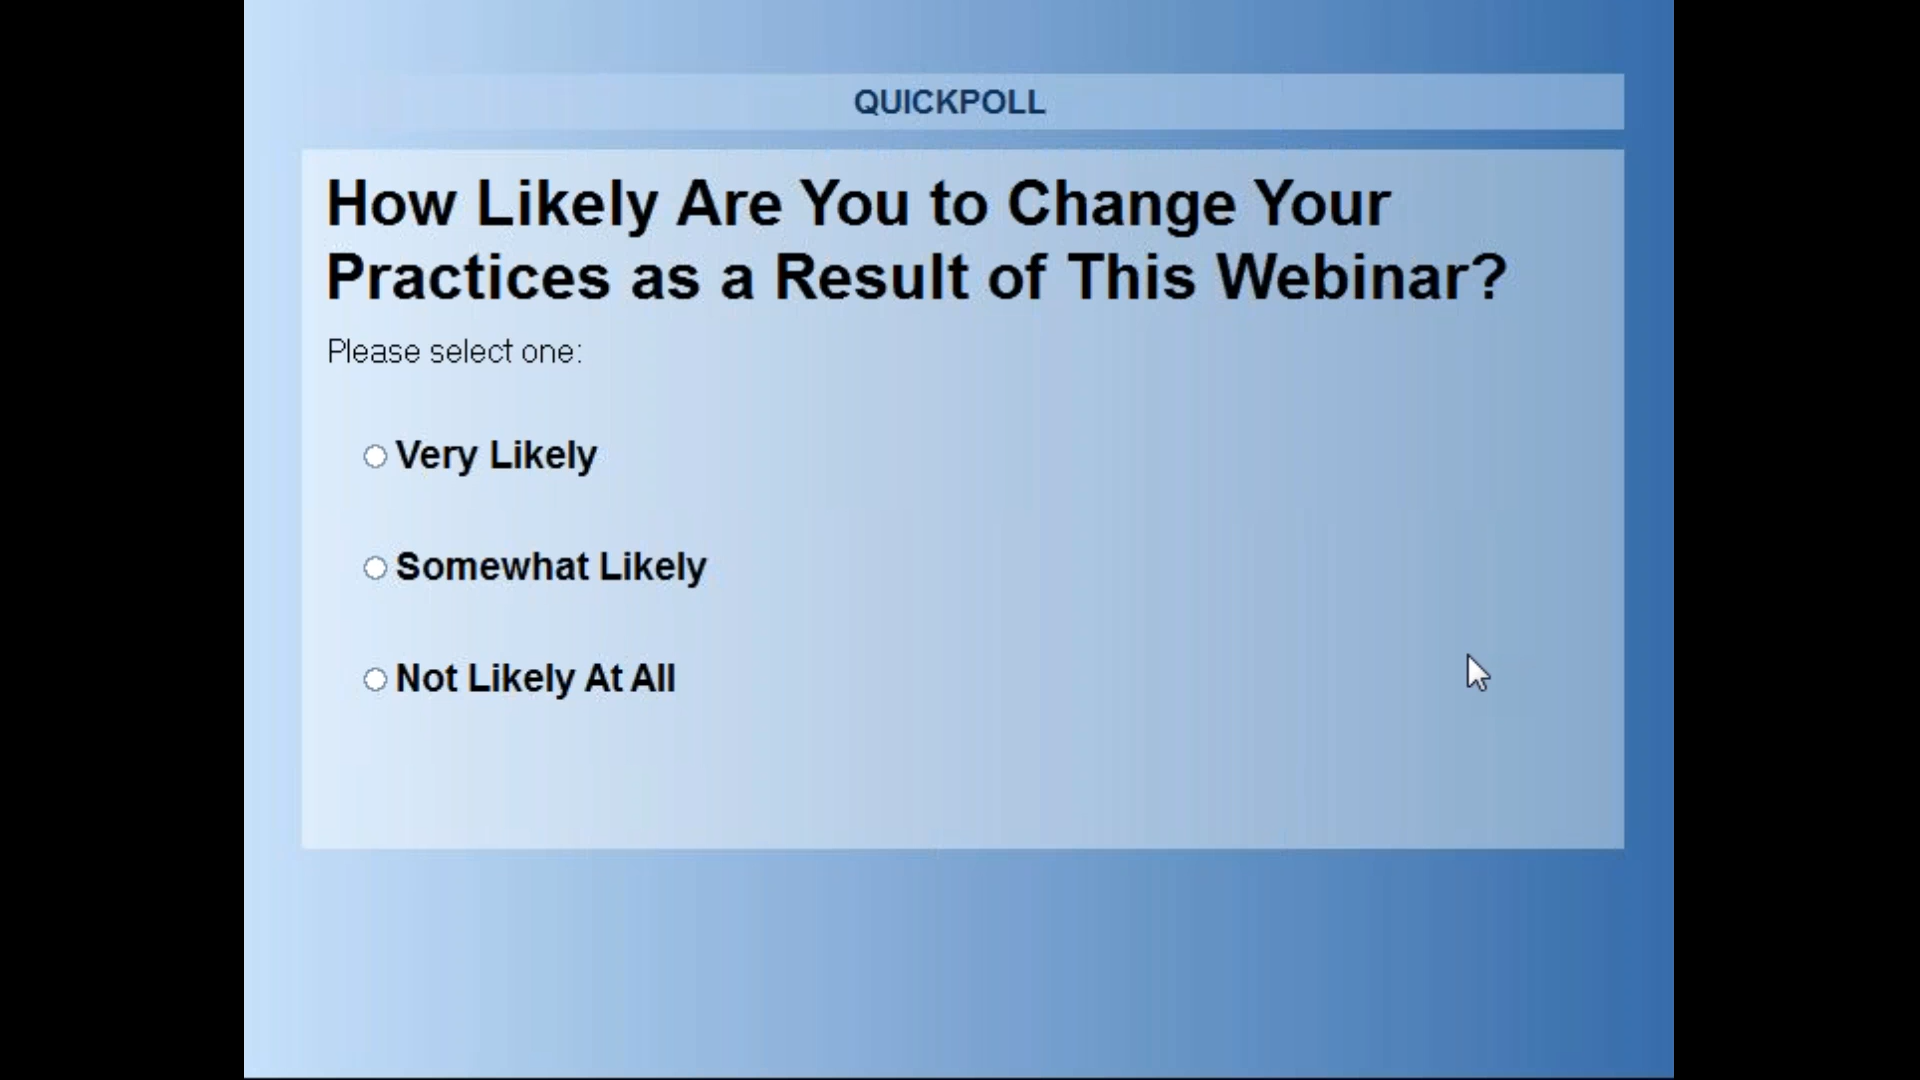 QUICKPOLL
How Likely Are You to Change Your
Practices as a Result of This Webinar?
Please select one:
Very Likely
Somewhat Likely
Not Likely At All